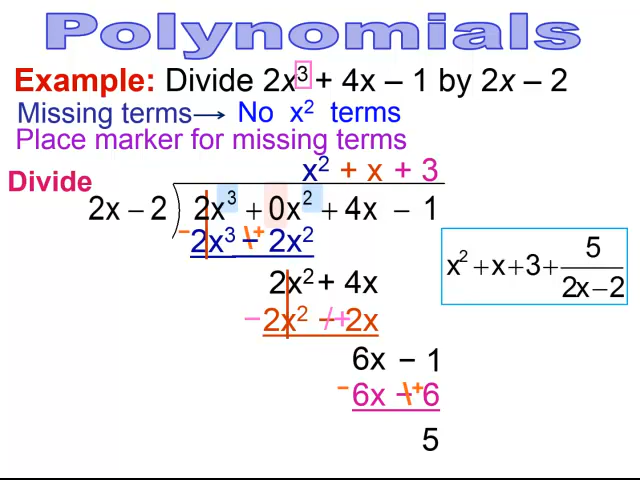 Polynomials
Example: Divide 2x³ + 4x – 1 by 2x – 2
Missing terms → No x² terms
Place marker for missing terms
x² + x + 3
Divide
2x – 2 ) 2x³ + 0x² + 4x – 1
– 2x³ – 2x² \+
2x² + 4x
– 2x² – 2x /+
x² + x + 3 + 5/(2x – 2)
6x – 1
– 6x – 6 \+
5